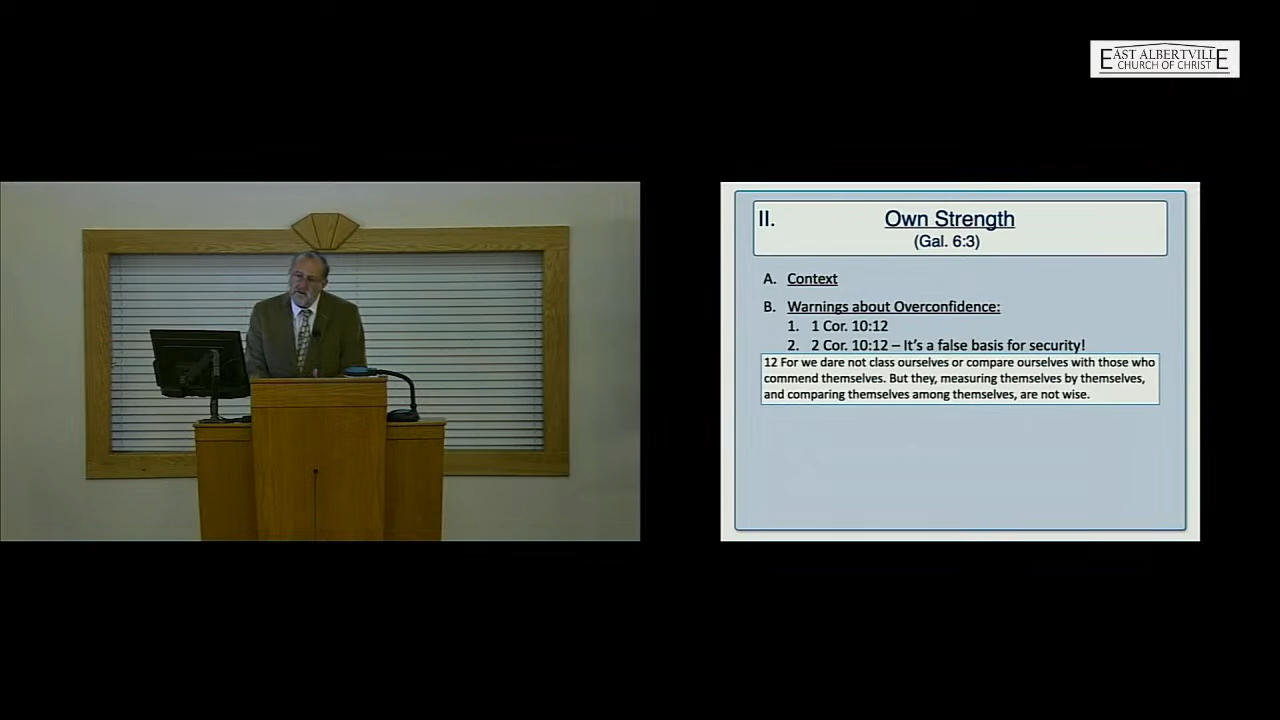 EAST ALBERTVILLE
CHURCH OF CHRIST
II. Own Strength
(Gal. 6:3)
A. Context
B. Warnings about Overconfidence:
1. 1 Cor. 10:12
2. 2 Cor. 10:12 – It's a false basis for security!
12 For we dare not class ourselves or compare ourselves with those who
commend themselves. But they, measuring themselves by themselves,
and comparing themselves among themselves, are not wise.